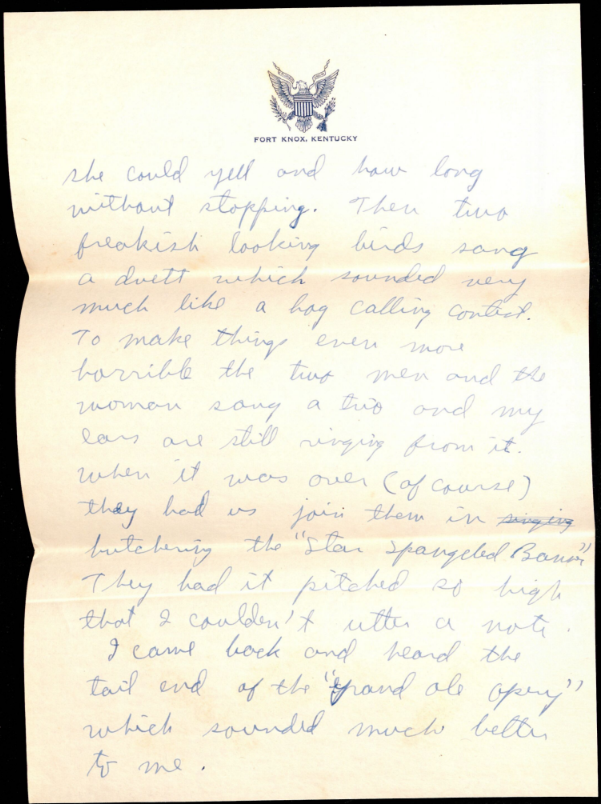 FORT KNOX, KENTUCKY
she could yell and how long
without stopping. Then two
freakish looking birds sang
a duett which sounded very
much like a hog calling contest.
To make things even more
horrible the two men and the
woman sang a trio and my
ears are still ringing from it.
When it was over (of course)
they had us join them in singing
butchering the "Star Spangeled Banner"
They had it pitched so high
that I couldn't utter a note.
I came back and heard the
tail end of the "grand ole opery"
which sounded much better
to me.